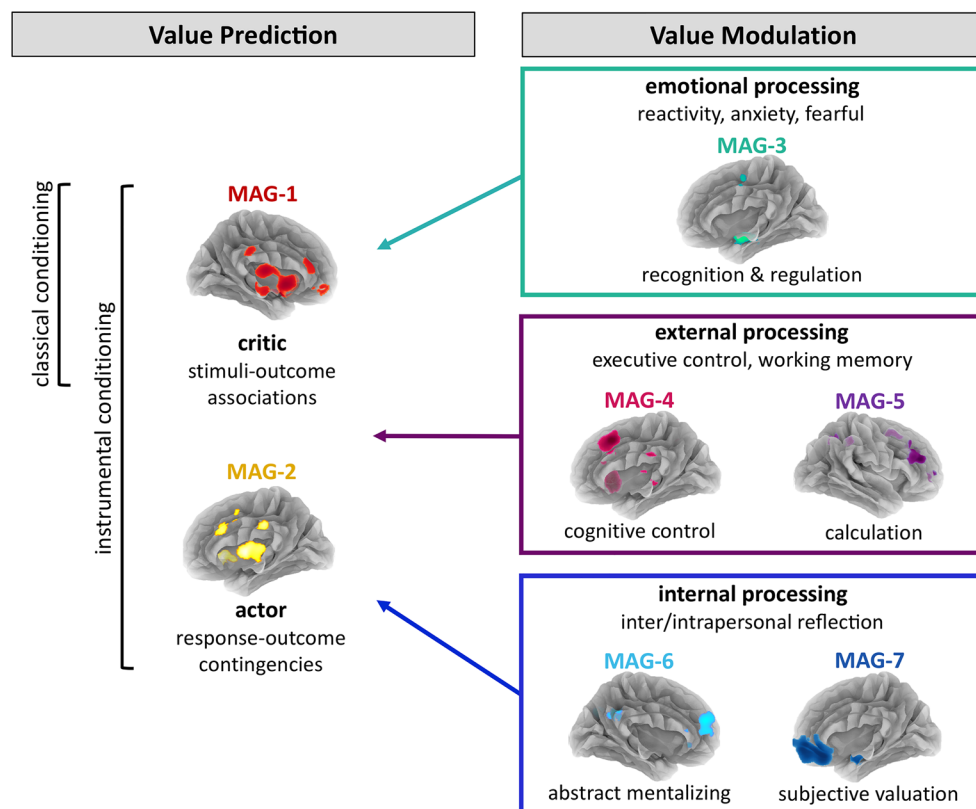 Value Prediction
Value Modulation
classical conditioning
instrumental conditioning
MAG-1
critic
stimuli-outcome
associations
MAG-2
actor
response-outcome
contingencies
emotional processing
reactivity, anxiety, fearful
MAG-3
recognition & regulation
external processing
executive control, working memory
MAG-4
MAG-5
cognitive control
calculation
internal processing
inter/intrapersonal reflection
MAG-6
MAG-7
abstract mentalizing
subjective valuation